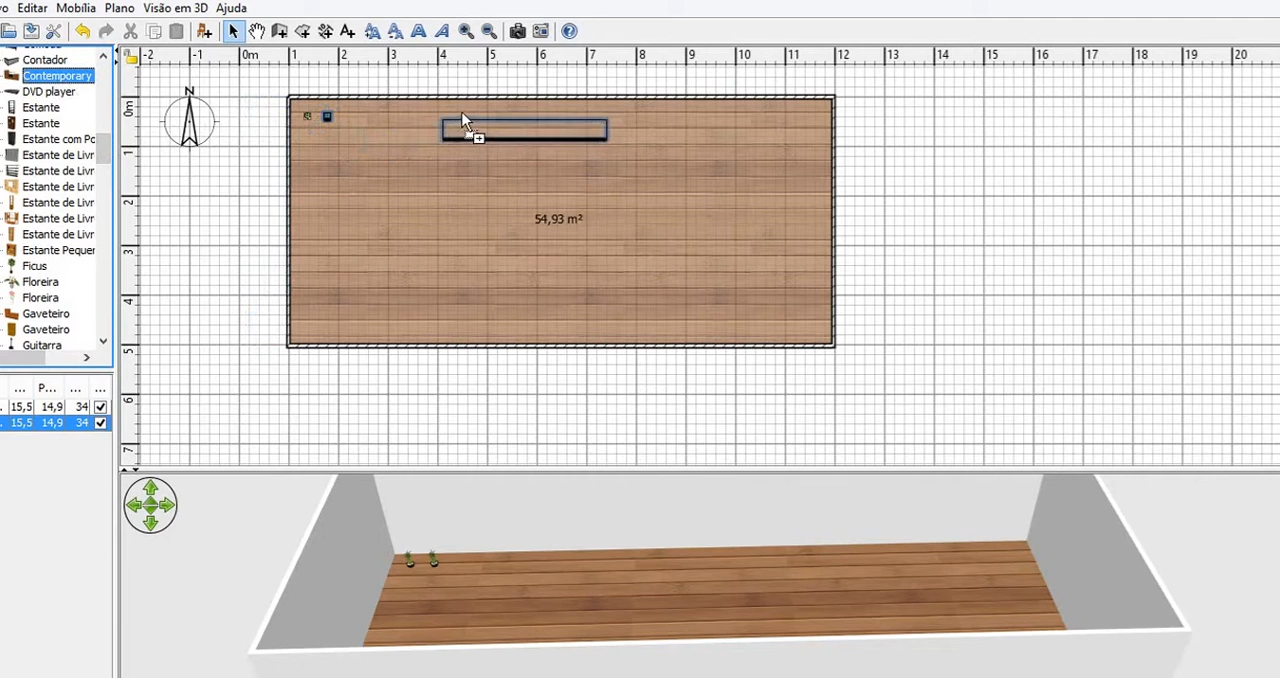 Editar Mobília Plano Visão em 3D Ajuda
Contador
Contemporary
DVD player
Estante
Estante
Estante com Po
Estante de Livr
Estante de Livr
Estante de Livr
Estante de Livr
Estante de Livr
Estante de Livr
Estante Pequer
Ficus
Floreira
Floreira
Gaveteiro
Gaveteiro
Guitarra
... P... ... ...
15,5 14,9 34
15,5 14,9 34
-2 -1 0m 1 2 3 4 5 6 7 8 9 10 11 12 13 14 15 16 17 18 19 20
0m
1
2
3
4
5
6
7
N
54,93 m²